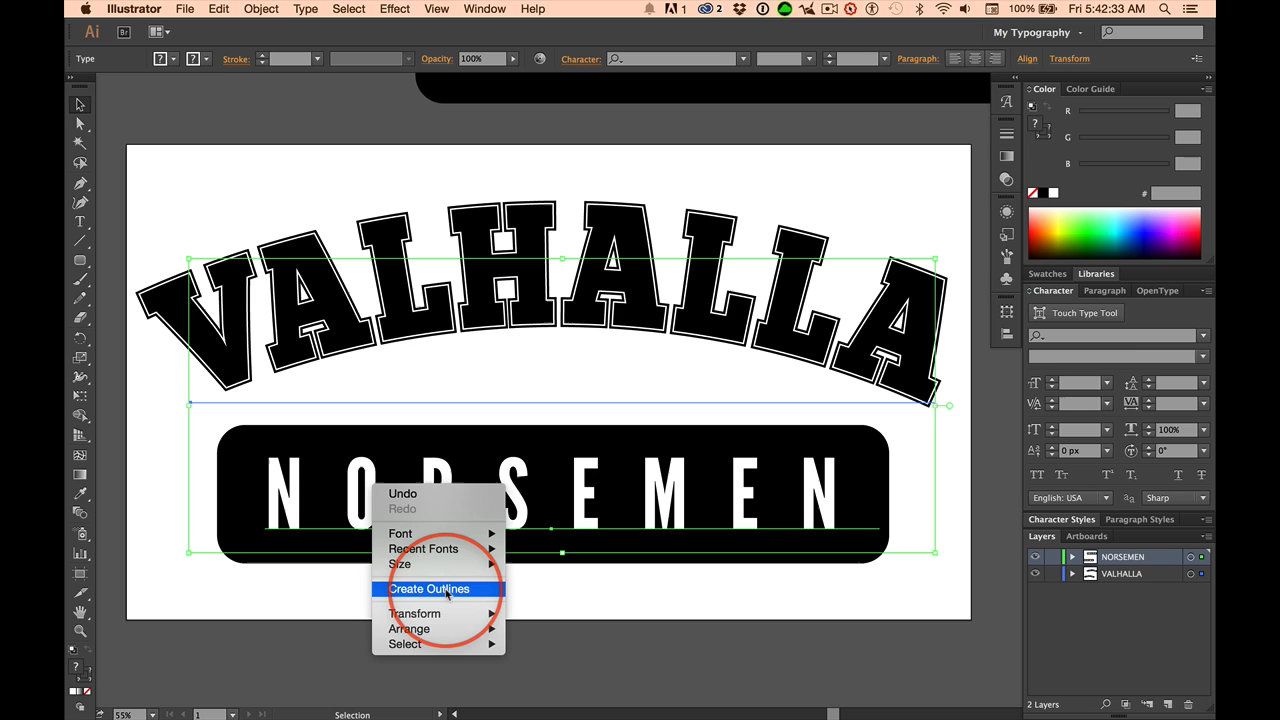 Illustrator File Edit Object Type Select Effect View Window Help
1 2 100% Fri 5:42:33 AM
Ai Br My Typography
Type ? ? Stroke: Opacity: 100% Character: Paragraph: Align Transform
Color Color Guide
R
G
B
#
Swatches Libraries
Character Paragraph OpenType
Touch Type Tool
100%
0 px 0°
English: USA Sharp
Character Styles Paragraph Styles
Layers Artboards
NORSEMEN
VALHALLA
2 Layers
VALHALLA
NORSEMEN
Undo
Redo
Font
Recent Fonts
Size
Create Outlines
Transform
Arrange
Select
55% 1 Selection